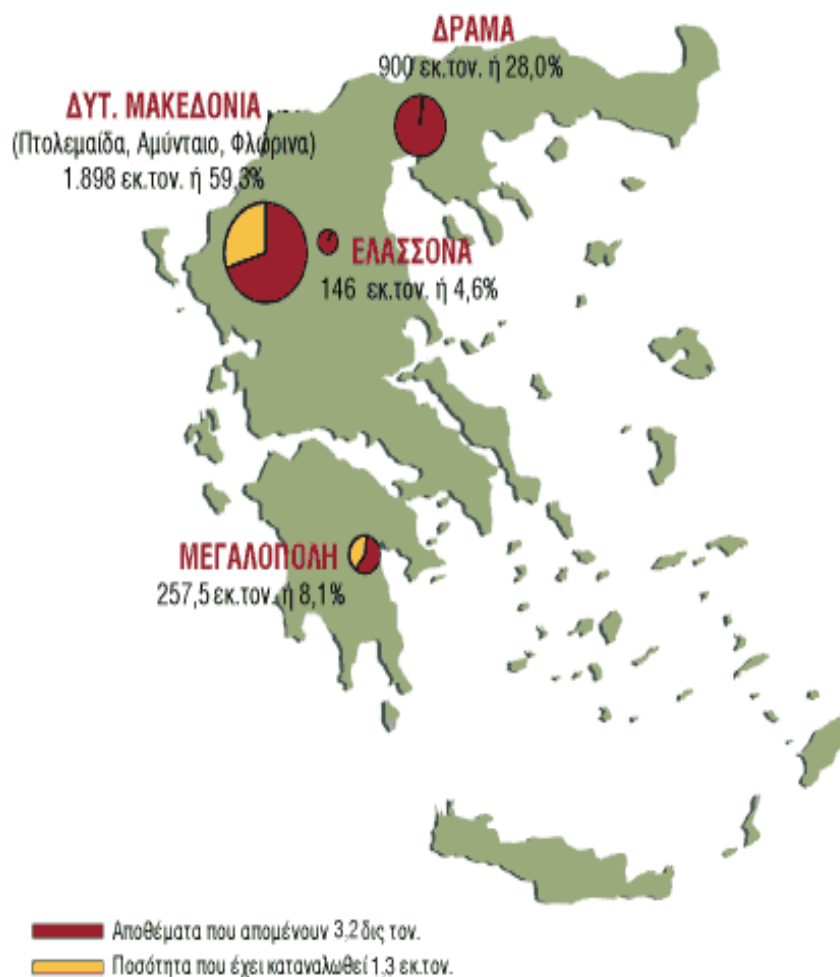 ΔΡΑΜΑ
900 εκ.τον. ή 28,0%
ΔΥΤ. ΜΑΚΕΔΟΝΙΑ
(Πτολεμαίδα, Αμύνταιο, Φλώρινα)
1.898 εκ.τον. ή 59,3%
ΕΛΑΣΣΟΝΑ
146 εκ.τον. ή 4,6%
ΜΕΓΑΛΟΠΟΛΗ
257,5 εκ.τον. ή 8,1%
Αποθέματα που απομένουν 3,2 δις τον.
Ποσότητα που έχει καταναλωθεί 1,3 εκ.τον.